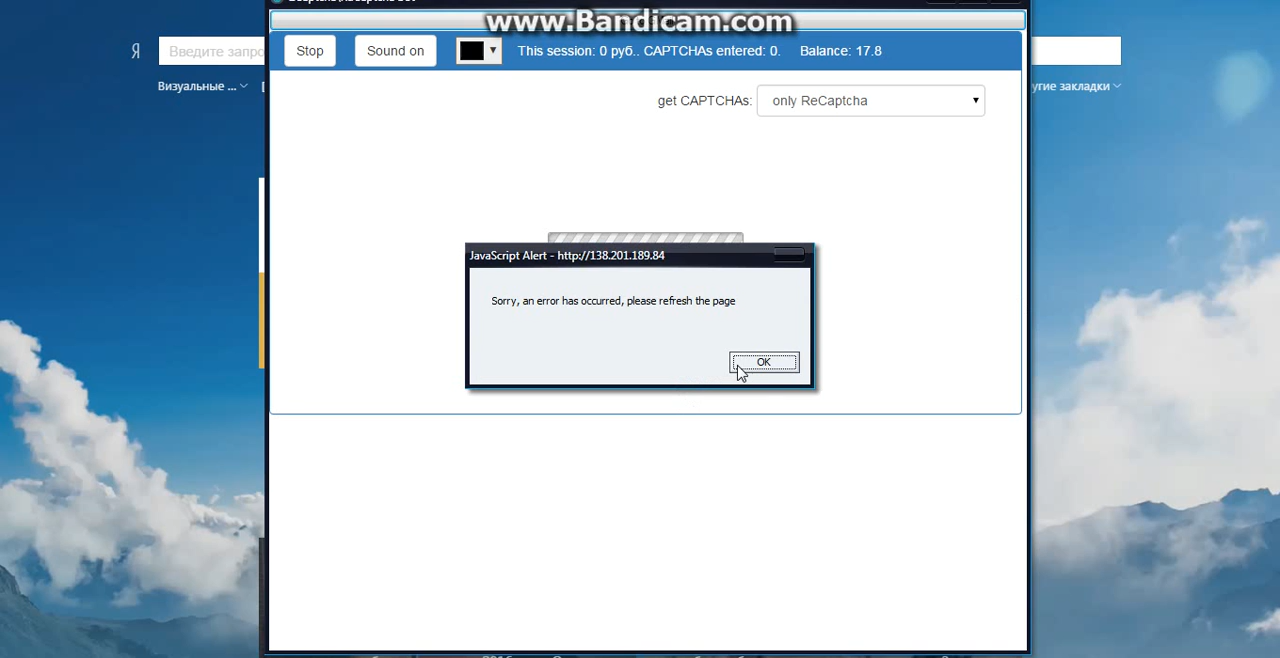 www.Bandicam.com
Я
Введите запро
Stop
Sound on
This session: 0 руб.. CAPTCHAs entered: 0. Balance: 17.8
Визуальные ...
угие закладки
get CAPTCHAs:
only ReCaptcha
JavaScript Alert - http://138.201.189.84
Sorry, an error has occurred, please refresh the page
OK